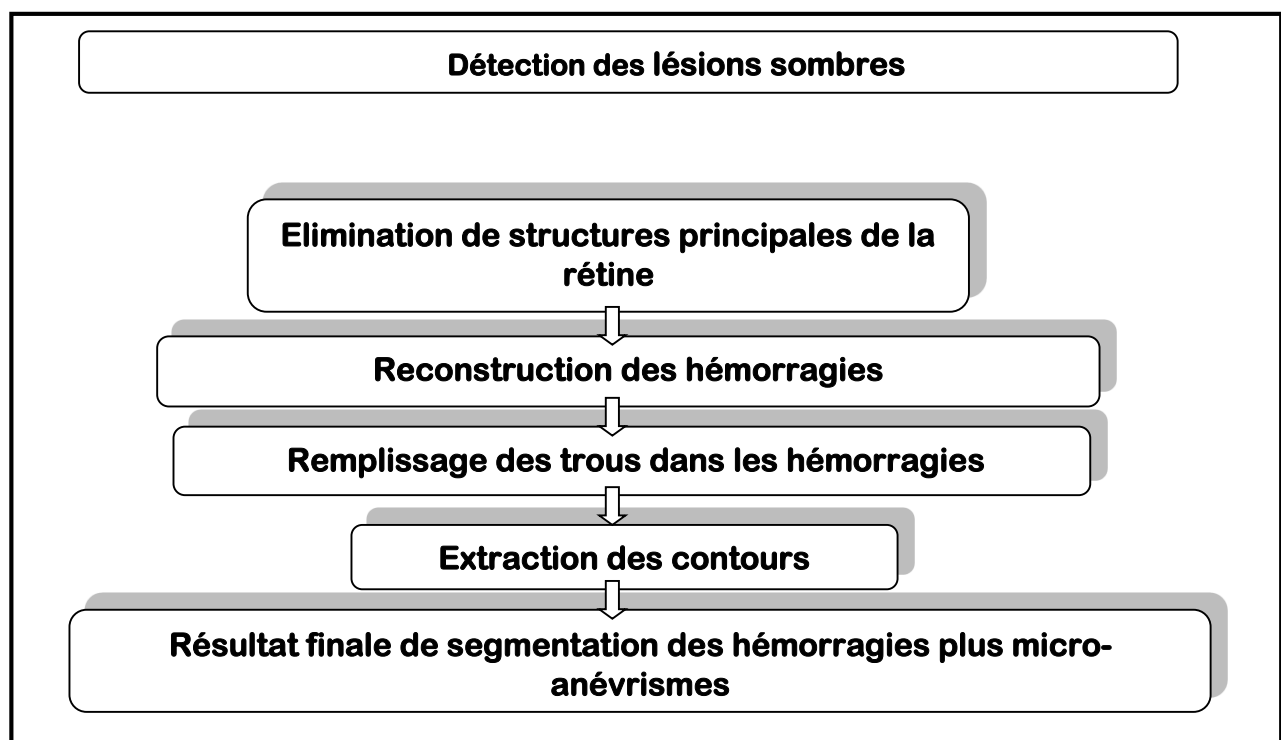 Détection des lésions sombres
Elimination de structures principales de la
rétine
Reconstruction des hémorragies
Remplissage des trous dans les hémorragies
Extraction des contours
Résultat finale de segmentation des hémorragies plus micro-
anévrismes